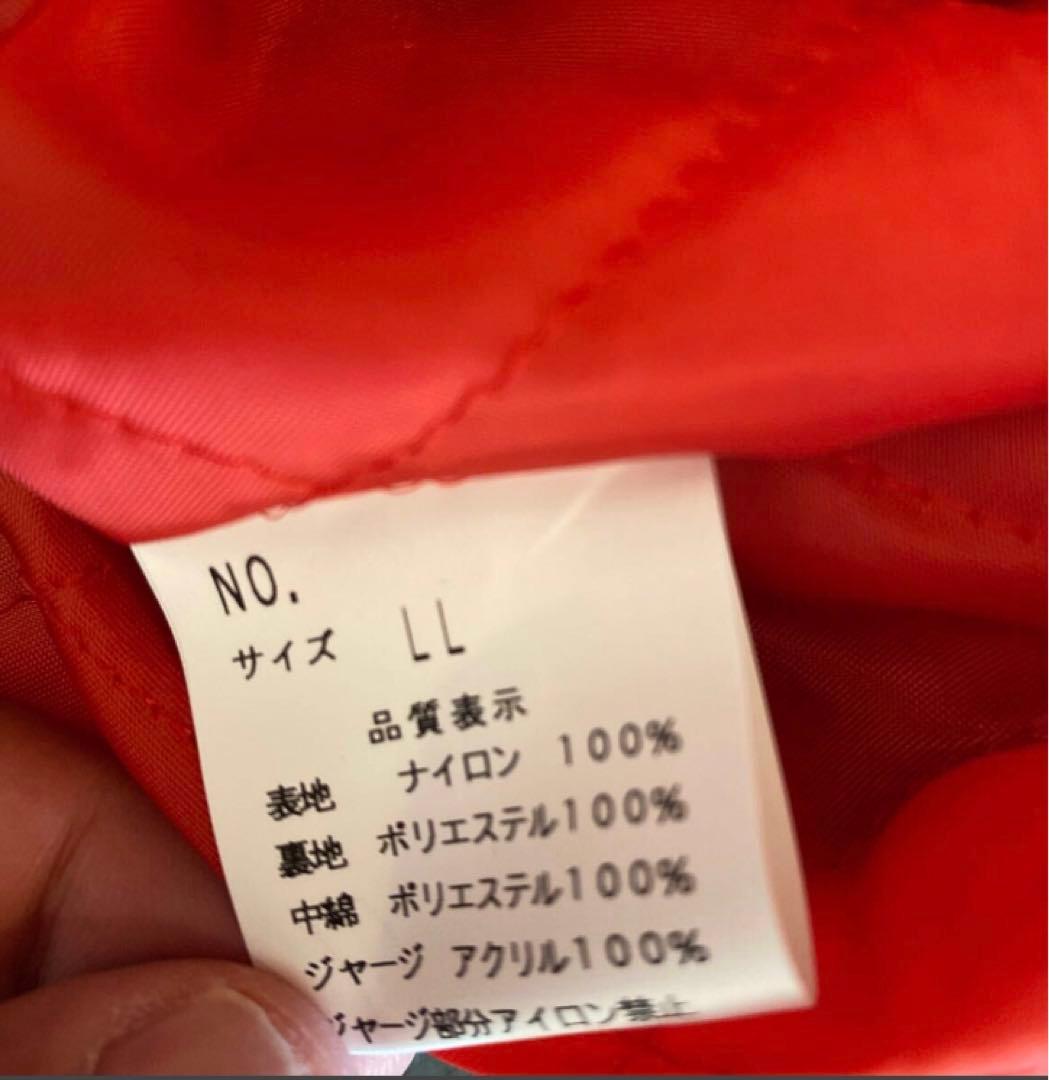 NO.
サイズ LL
品質表示
表地 ナイロン 100%
裏地 ポリエステル100%
中綿 ポリエステル100%
ジャージ アクリル100%
ジャージ部分アイロン禁止